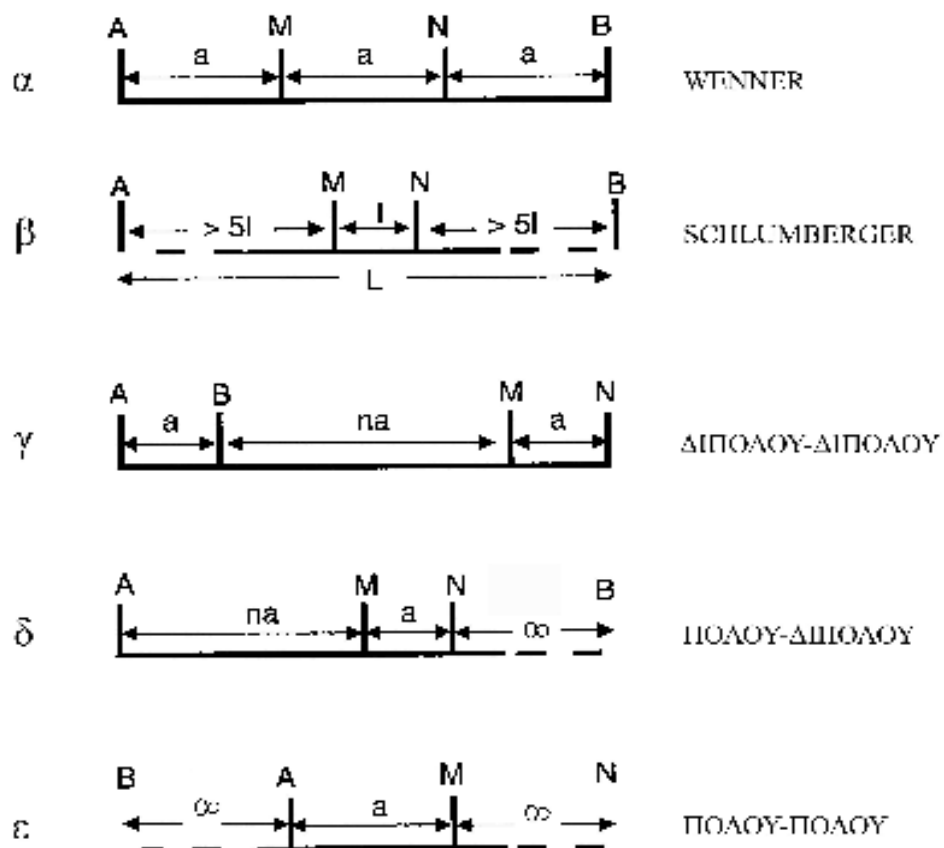 A M N B
a a a
α WENNER
A M N B
> 5l l > 5l
β SCHLUMBERGER
L
A B M N
a na a
γ ΔΙΠΟΛΟΥ-ΔΙΠΟΛΟΥ
A M N B
na a ∞
δ ΠΟΛΟΥ-ΔΙΠΟΛΟΥ
B A M N
∞ a ∞
ε ΠΟΛΟΥ-ΠΟΛΟΥ